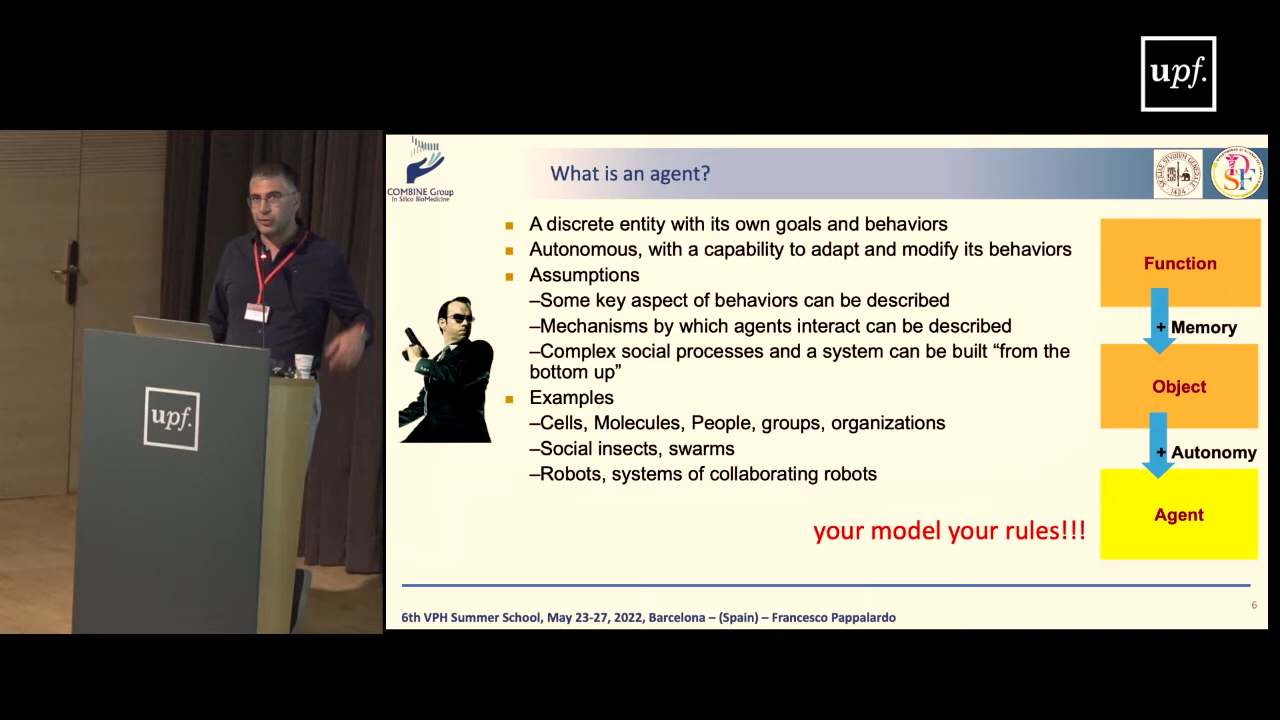 upf.
COMBINE Group
In Silico BioMedicine
What is an agent?
A discrete entity with its own goals and behaviors
Autonomous, with a capability to adapt and modify its behaviors
Assumptions
–Some key aspect of behaviors can be described
–Mechanisms by which agents interact can be described
–Complex social processes and a system can be built “from the
bottom up”
Examples
–Cells, Molecules, People, groups, organizations
–Social insects, swarms
–Robots, systems of collaborating robots
your model your rules!!!
Function
+ Memory
Object
+ Autonomy
Agent
upf.
6th VPH Summer School, May 23-27, 2022, Barcelona – (Spain) – Francesco Pappalardo
6